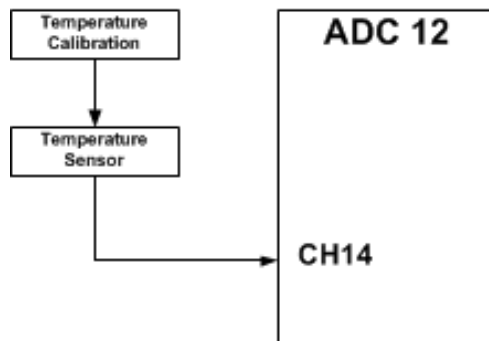 Temperature
Calibration
ADC 12
Temperature
Sensor
CH14